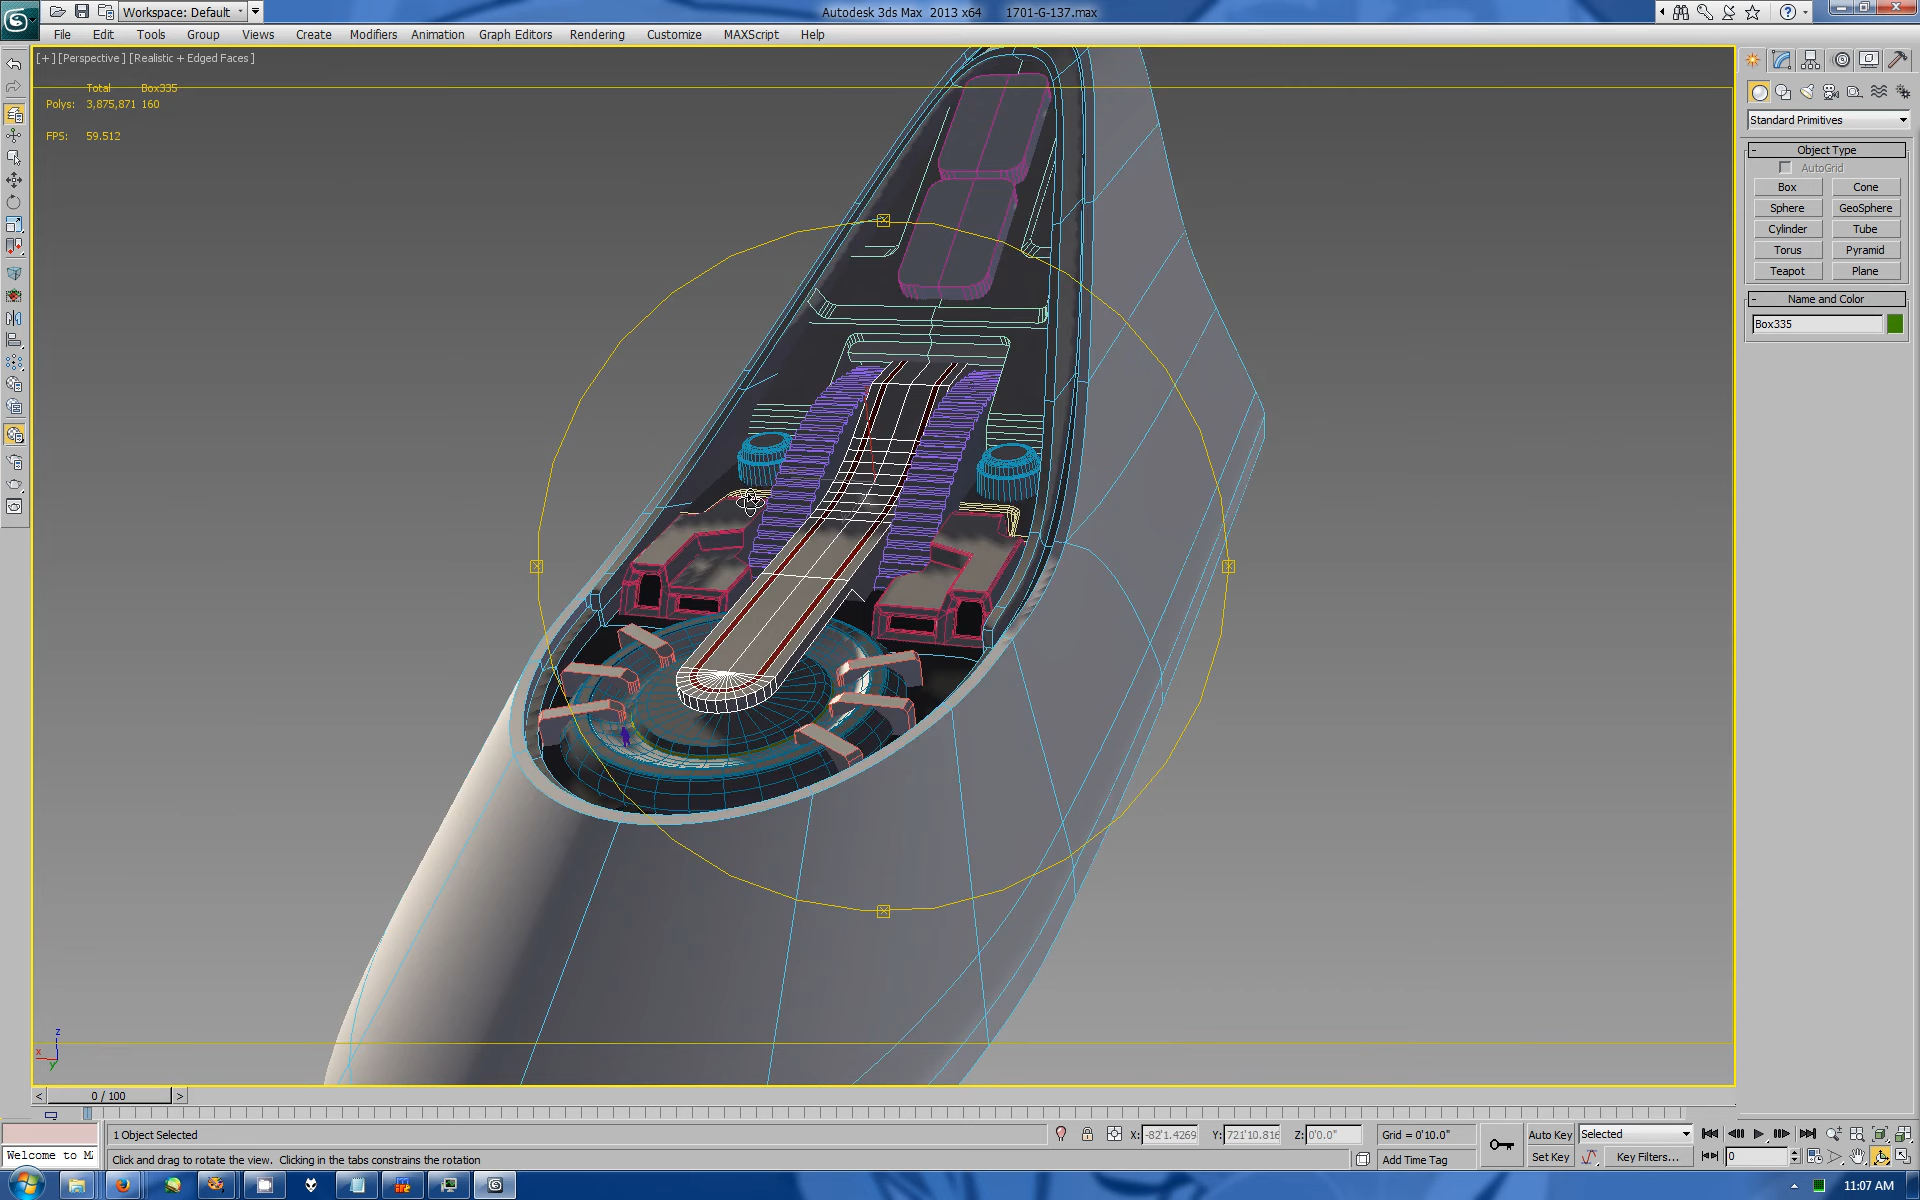 Workspace: Default
Autodesk 3ds Max 2013 x64 1701-G-137.max
File Edit Tools Group Views Create Modifiers Animation Graph Editors Rendering Customize MAXScript Help
[+][Perspective][Realistic + Edged Faces]
Total Box335
Polys: 3,875,871 160
FPS: 59.512
Standard Primitives
- Object Type
AutoGrid
Box Cone
Sphere GeoSphere
Cylinder Tube
Torus Pyramid
Teapot Plane
- Name and Color
Box335
z
x
y
< 0 / 100 >
1 Object Selected
X: -82'1.4269 Y: 721'10.816 Z: 0'0.0" Grid = 0'10.0" Auto Key Selected
Welcome to M
Click and drag to rotate the view. Clicking in the tabs constrains the rotation
Add Time Tag Set Key Key Filters... 0
11:07 AM